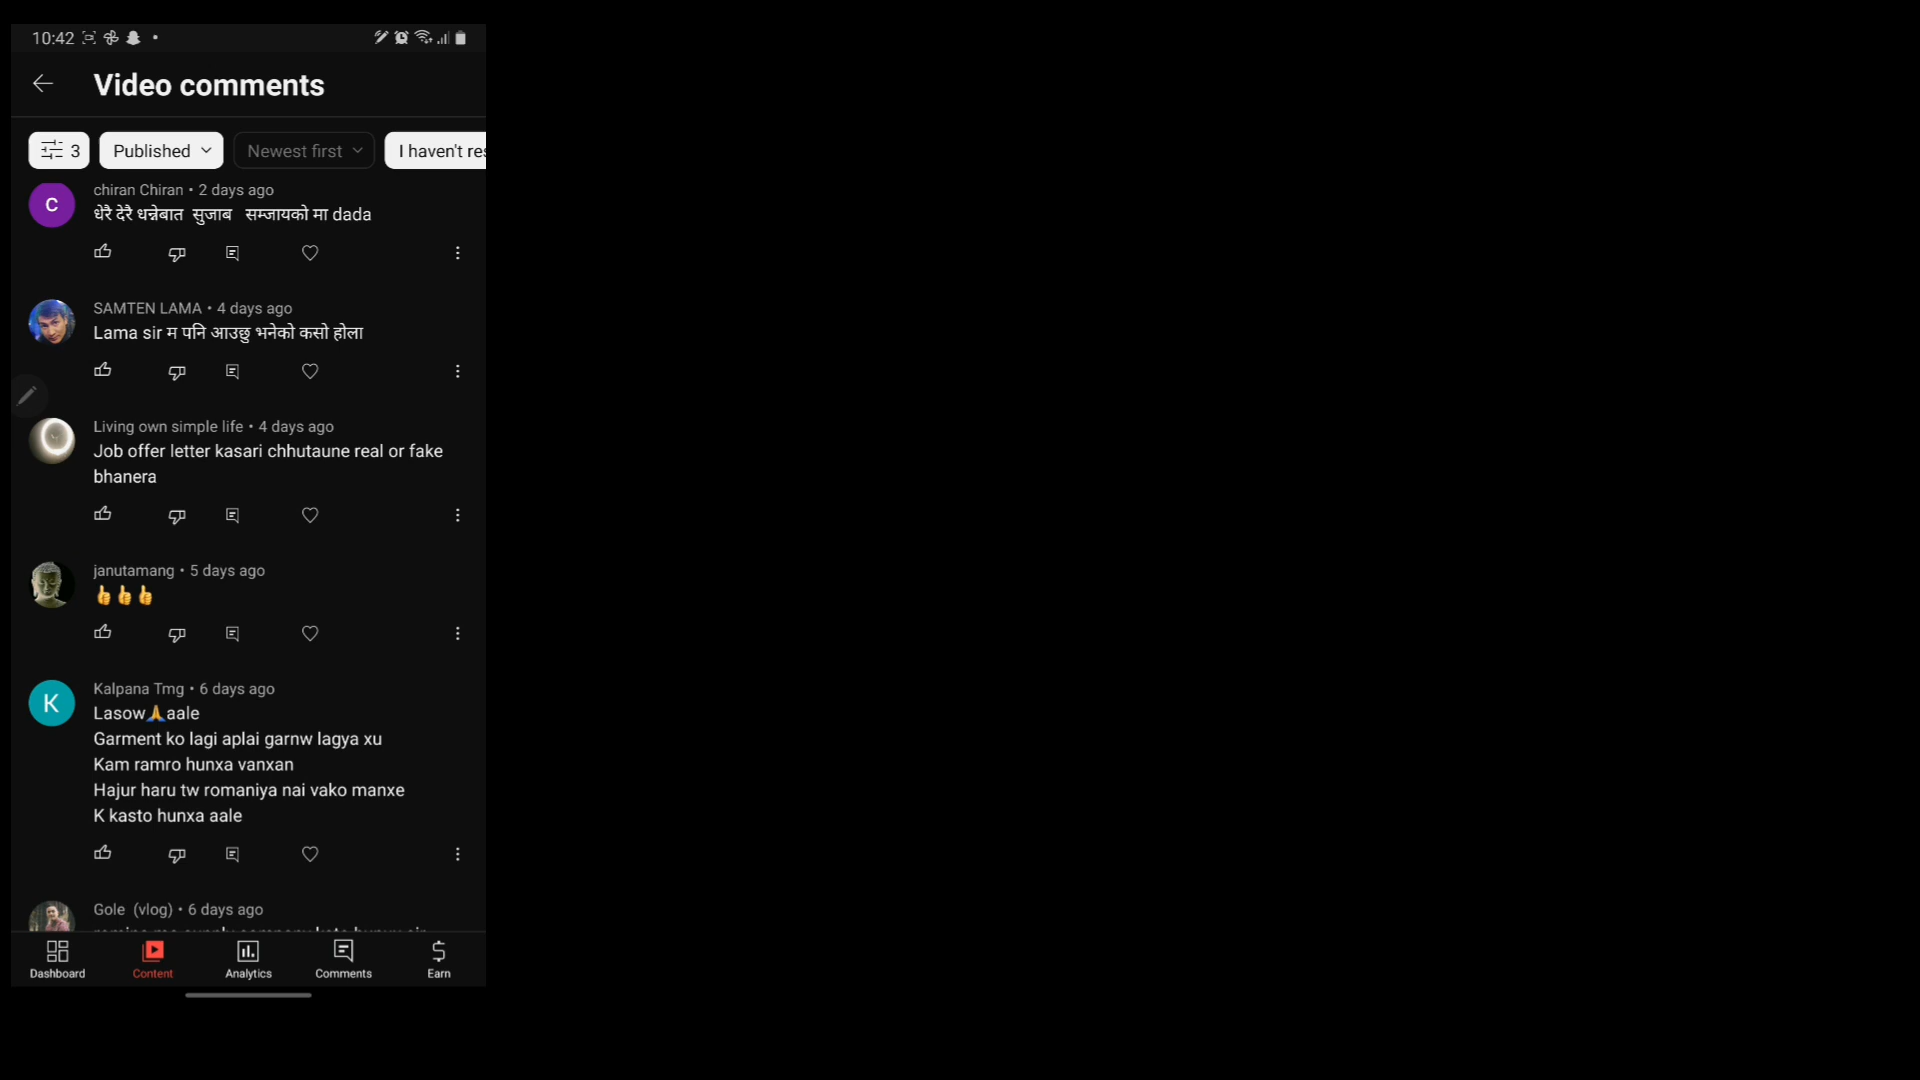 10:42
Video comments
3 Published Newest first I haven't res
C
chiran Chiran • 2 days ago
धेरै देरै धन्नेबात सुजाब सम्जायको मा dada
SAMTEN LAMA • 4 days ago
Lama sir म पनि आउछु भनेको कसो होला
Living own simple life • 4 days ago
Job offer letter kasari chhutaune real or fake
bhanera
janutamang • 5 days ago
👍👍👍
K
Kalpana Tmg • 6 days ago
Lasow🙏aale
Garment ko lagi aplai garnw lagya xu
Kam ramro hunxa vanxan
Hajur haru tw romaniya nai vako manxe
K kasto hunxa aale
Gole (vlog) • 6 days ago
Dashboard Content Analytics Comments Earn